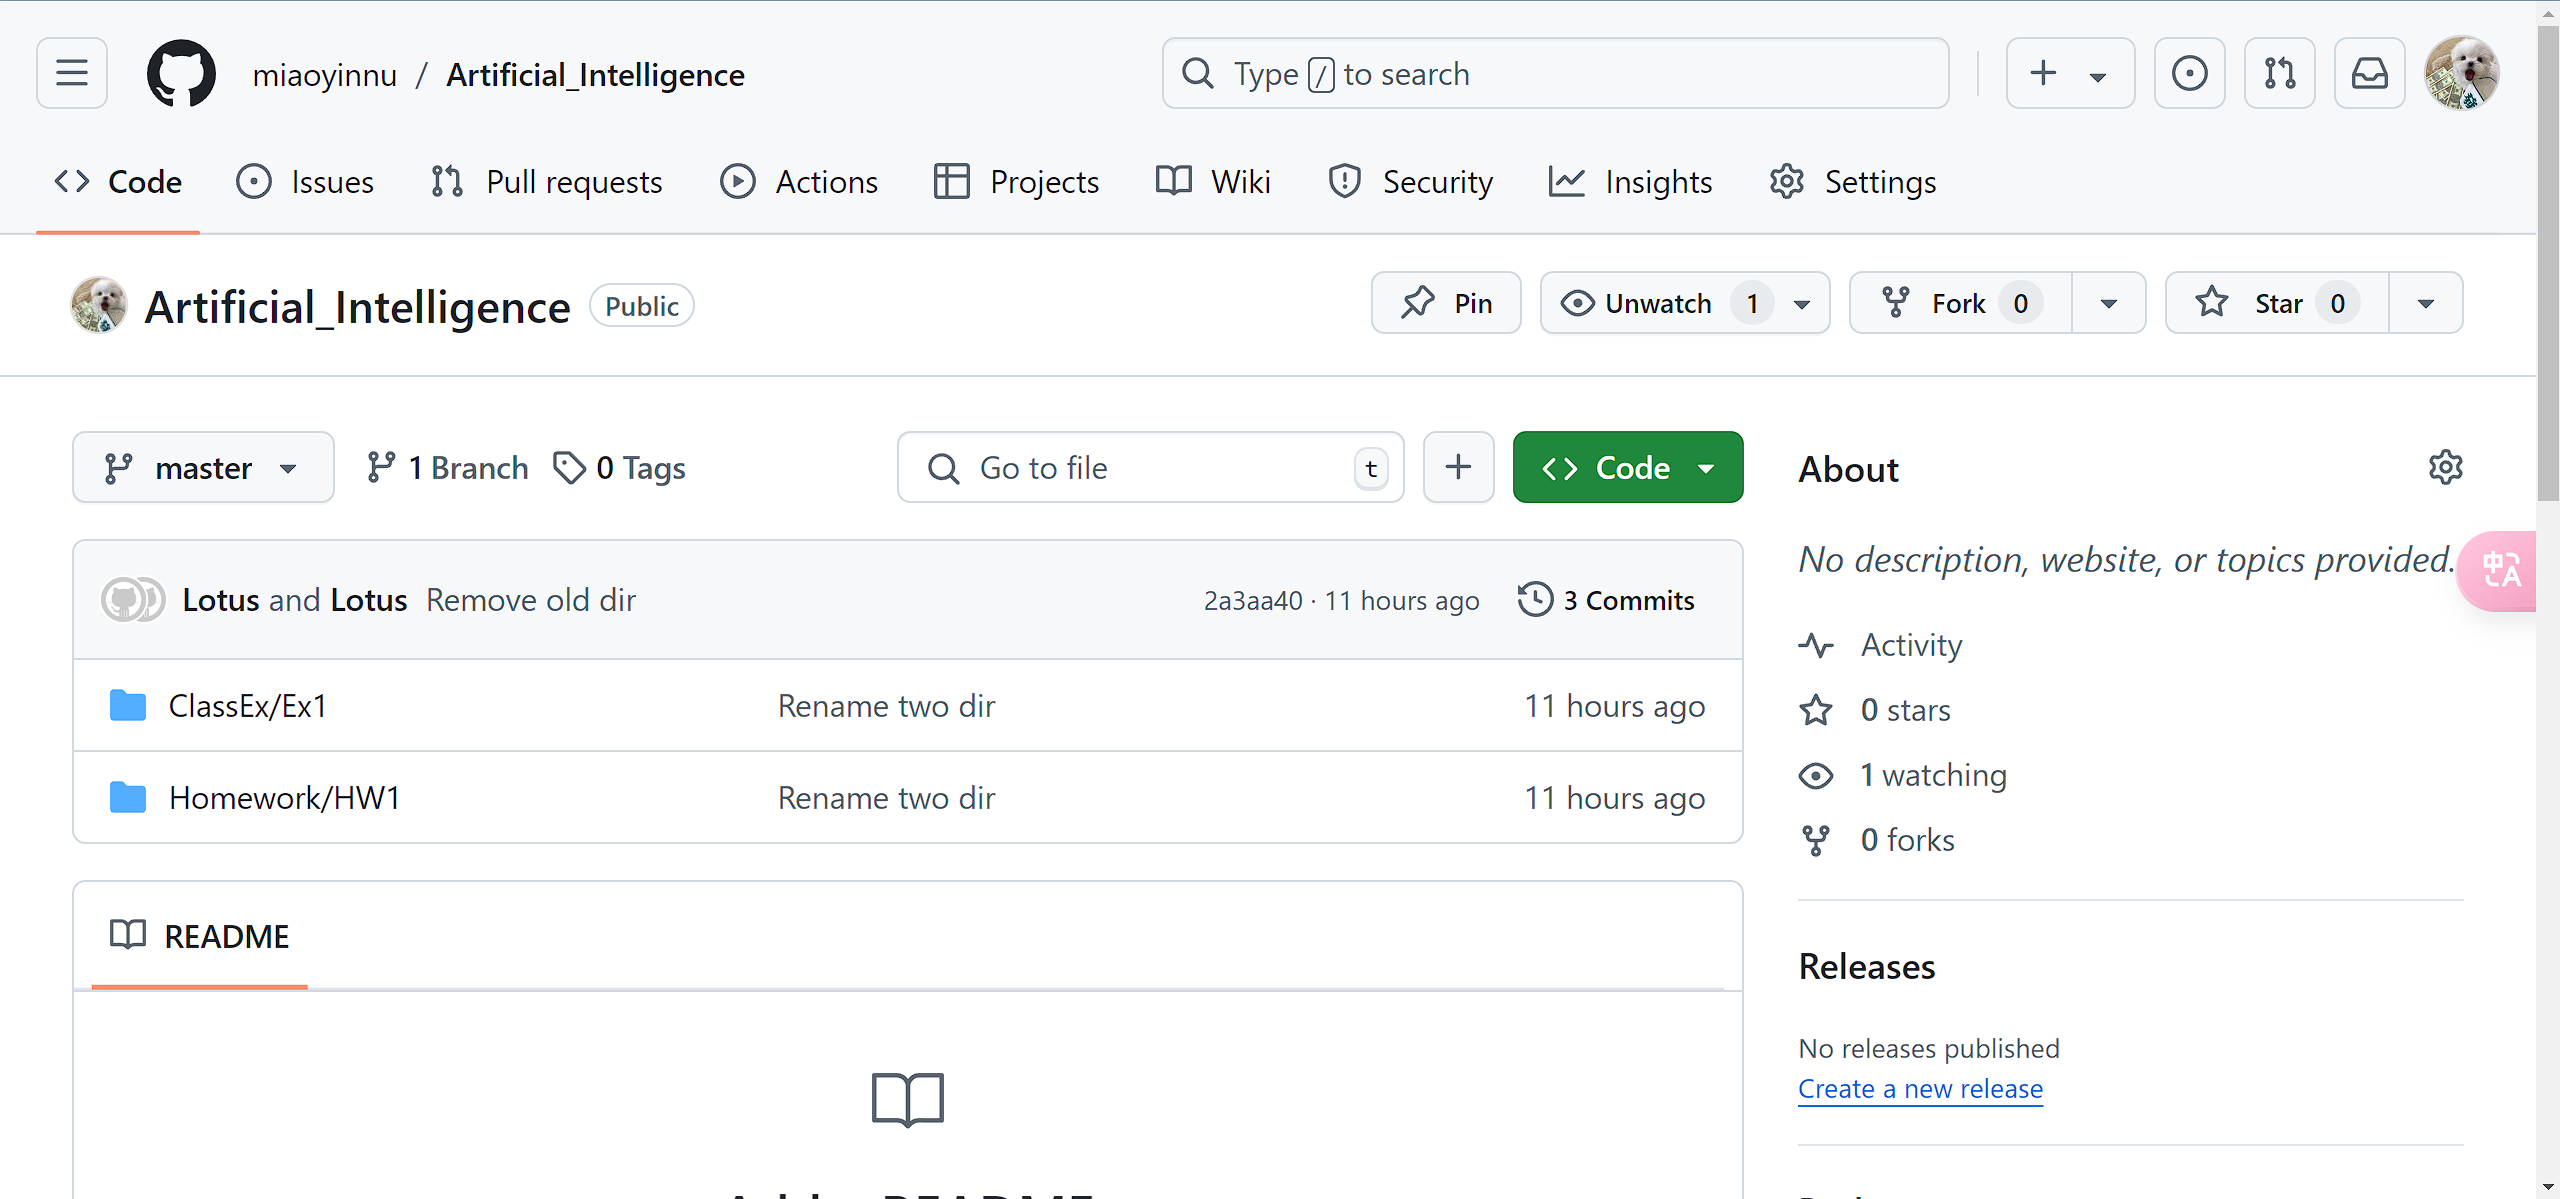 miaoyinnu / Artificial_Intelligence
Type / to search
Code Issues Pull requests Actions Projects Wiki Security Insights Settings
Artificial_Intelligence Public
Pin Unwatch 1 Fork 0 Star 0
master 1 Branch 0 Tags
Go to file t
Code
Lotus and Lotus Remove old dir 2a3aa40 · 11 hours ago 3 Commits
ClassEx/Ex1 Rename two dir 11 hours ago
Homework/HW1 Rename two dir 11 hours ago
README
About
No description, website, or topics provided.
中A
Activity
0 stars
1 watching
0 forks
Releases
No releases published
Create a new release